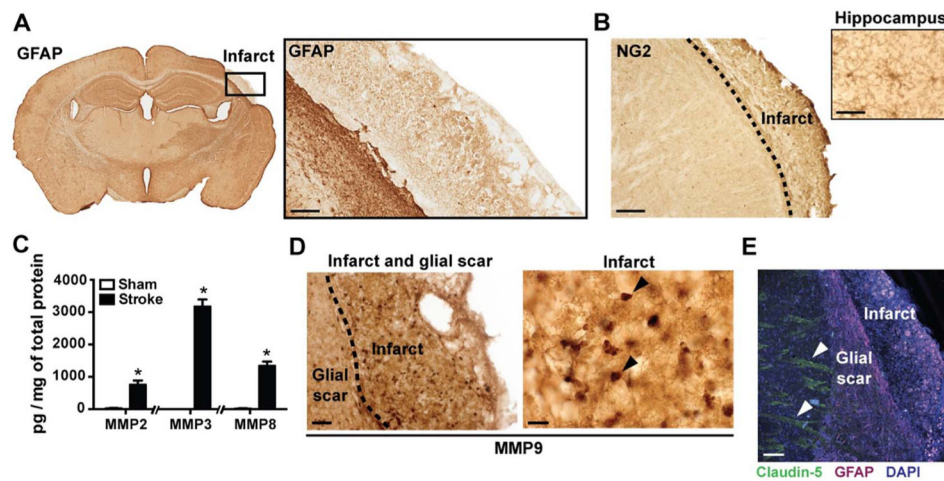 A
GFAP
Infarct
GFAP
B
NG2
Infarct
Hippocampus
C
pg / mg of total protein
4000
3000
2000
1000
0
Sham
Stroke
*
*
*
MMP2
MMP3
MMP8
D
Infarct and glial scar
Infarct
Glial
scar
Infarct
MMP9
E
Infarct
Glial
scar
Claudin-5 GFAP DAPI